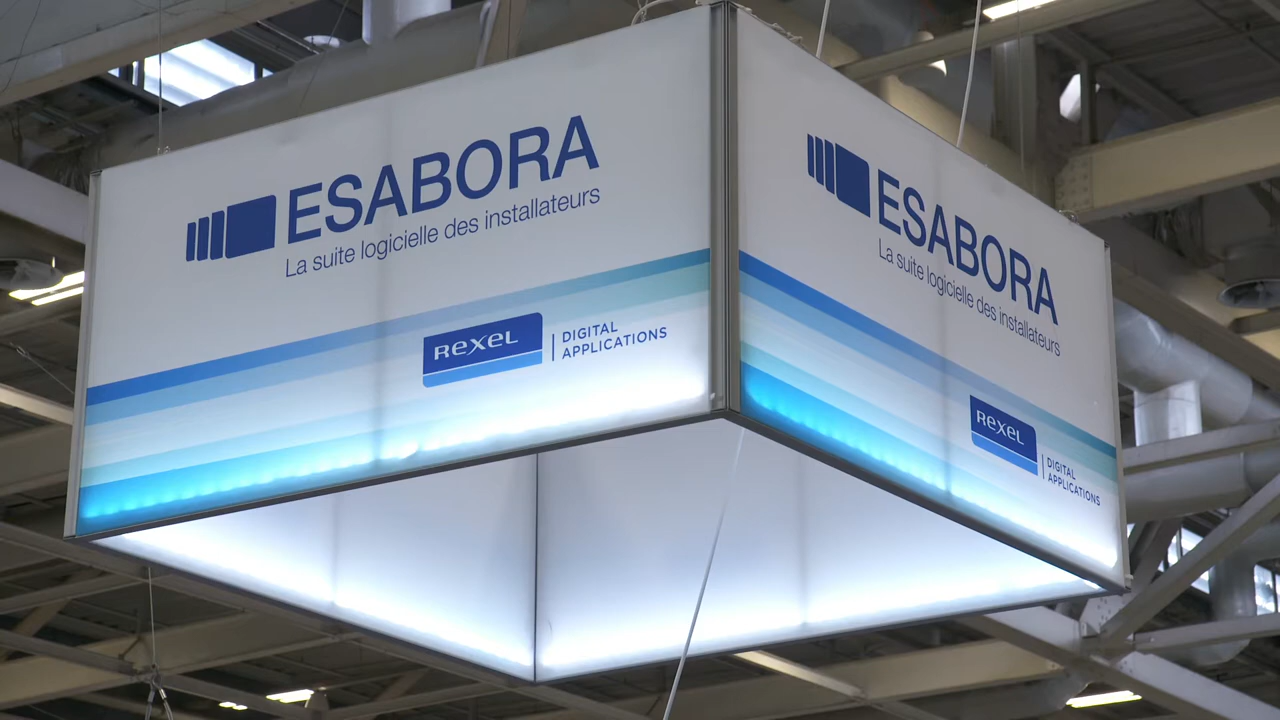 ESABORA
La suite logicielle des installateurs
REXEL
DIGITAL
APPLICATIONS
ESABORA
La suite logicielle des installateurs
REXEL
DIGITAL
APPLICATIONS